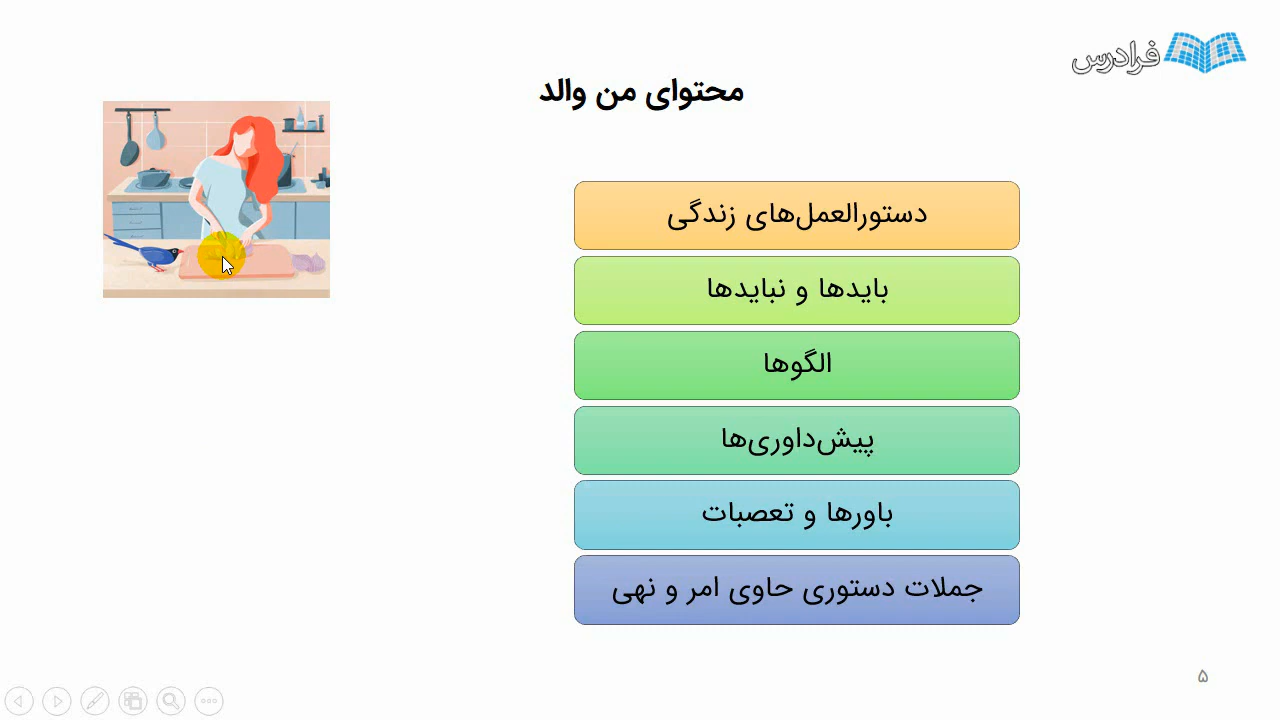 فرادرس
محتوای من والد
دستورالعمل‌های زندگی
بایدها و نبایدها
الگوها
پیش‌داوری‌ها
باورها و تعصبات
جملات دستوری حاوی امر و نهی
۵